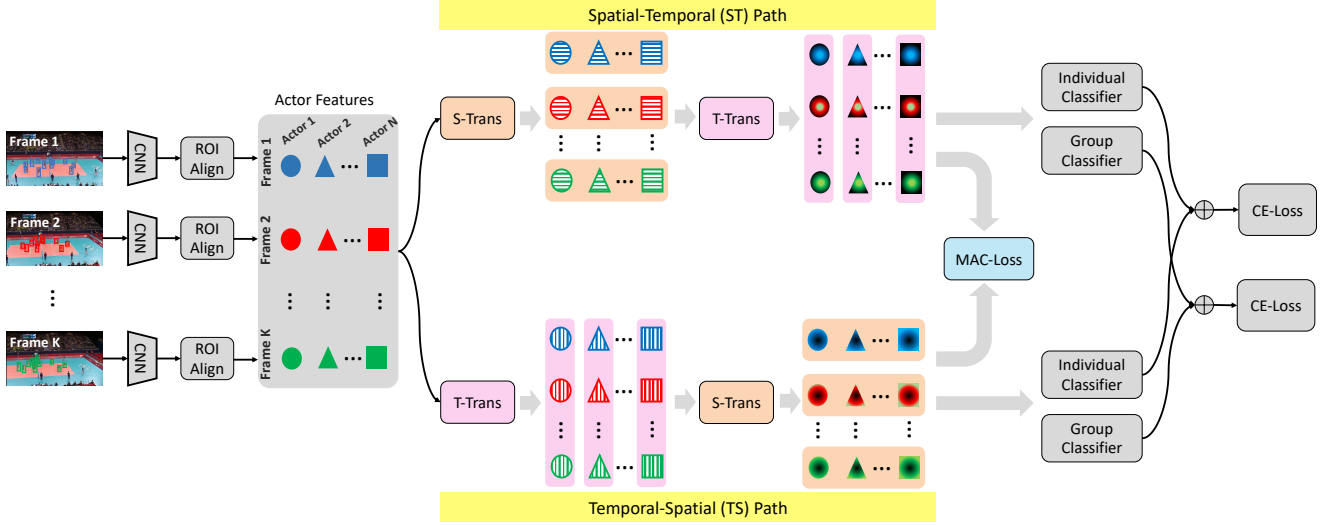 Spatial-Temporal (ST) Path
Actor Features
Actor 1
Actor 2
Actor N
Frame 1
CNN
ROI
Align
Frame 1
Frame 2
CNN
ROI
Align
Frame 2
Frame K
CNN
ROI
Align
Frame K
S-Trans
T-Trans
T-Trans
S-Trans
MAC-Loss
Individual
Classifier
Group
Classifier
Individual
Classifier
Group
Classifier
CE-Loss
CE-Loss
Temporal-Spatial (TS) Path